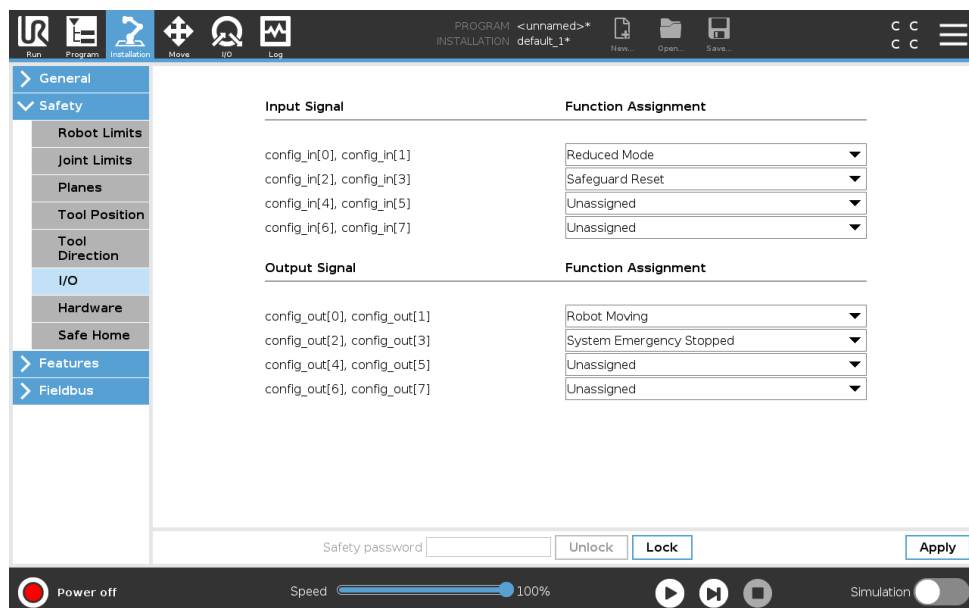 UR
Run
Program
Installation
Move
I/O
Log
PROGRAM <unnamed>*
INSTALLATION default_1*
New...
Open...
Save...
C C
C C
General
Safety
Robot Limits
Joint Limits
Planes
Tool Position
Tool
Direction
I/O
Hardware
Safe Home
Features
Fieldbus
Input Signal Function Assignment
config_in[0], config_in[1] Reduced Mode
config_in[2], config_in[3] Safeguard Reset
config_in[4], config_in[5] Unassigned
config_in[6], config_in[7] Unassigned
Output Signal Function Assignment
config_out[0], config_out[1] Robot Moving
config_out[2], config_out[3] System Emergency Stopped
config_out[4], config_out[5] Unassigned
config_out[6], config_out[7] Unassigned
Safety password Unlock Lock Apply
Power off Speed 100% Simulation